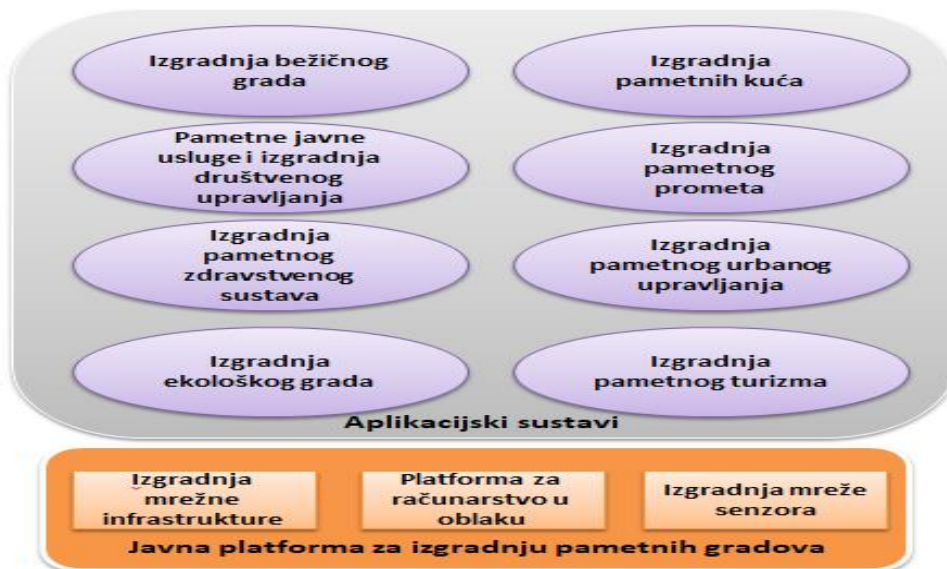 Izgradnja bežičnog
grad​a
Izgradnja
pametnih kuća
Pametne javne
usluge i izgradnja
društvenog
upravljanja
Izgradnja
pametnog
prometa
Izgradnja
pametnog
zdravstvenog
sustava
Izgradnja
pametnog urbanog
upravljanja
Izgradnja
ekološkog grada
Izgradnja
pametnog turizma
Aplikacijski sustavi
Izgradnja
mrežne
infrastrukture
Platforma za
računarstvo u
oblaku
Izgradnja mreže
senzora
Javna platforma za izgradnju pametnih gradova